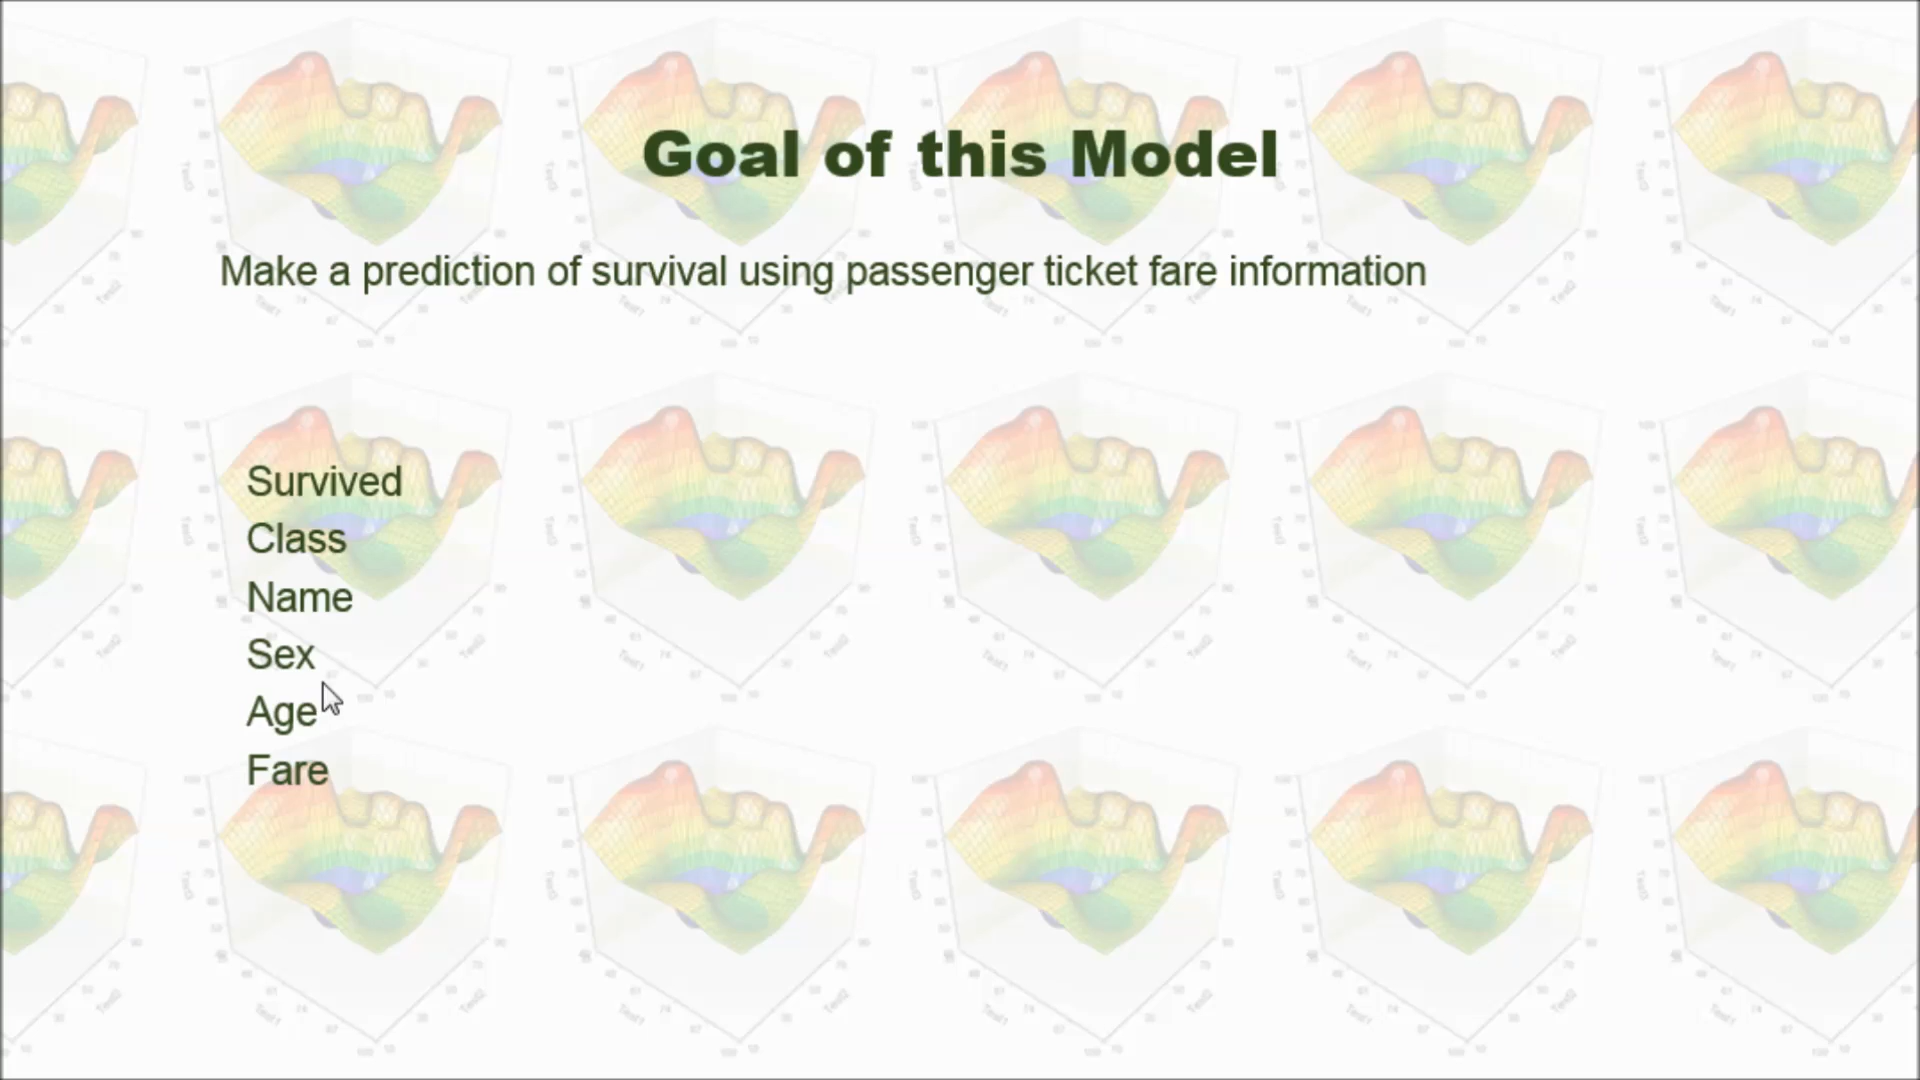 Goal of this Model
Make a prediction of survival using passenger ticket fare information
Survived
Class
Name
Sex
Age
Fare